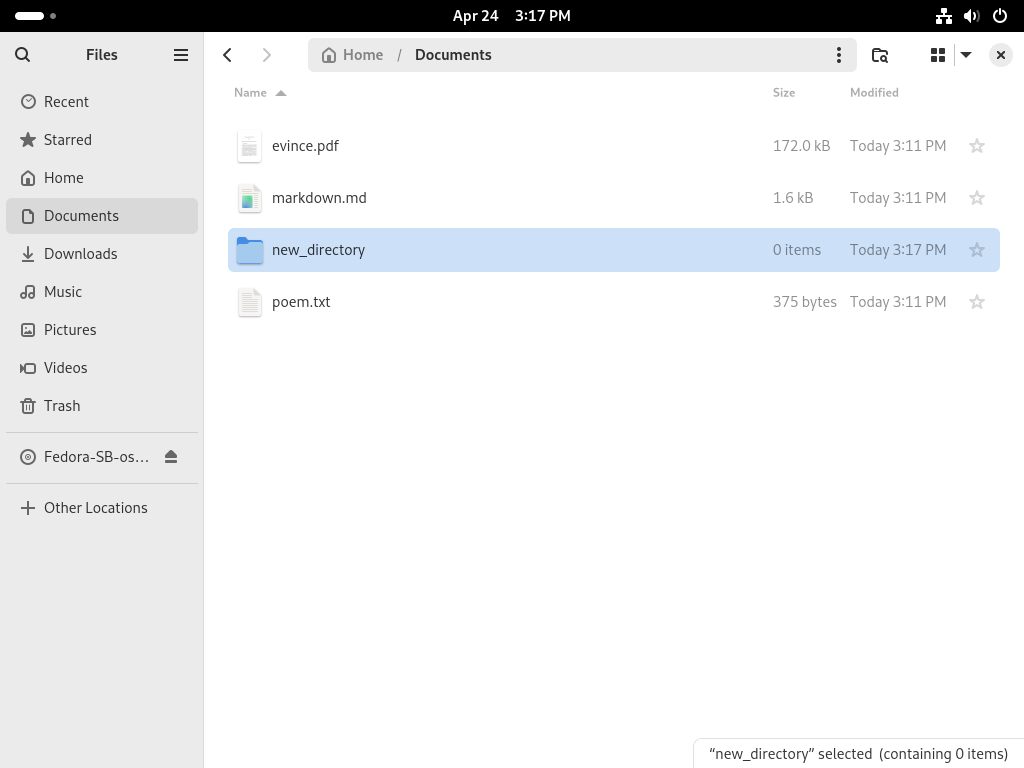 Apr 24 3:17 PM
Files
Home / Documents
Name Size Modified
Recent
Starred
Home
Documents
Downloads
Music
Pictures
Videos
Trash
Fedora-SB-os…
Other Locations
evince.pdf 172.0 kB Today 3:11 PM
markdown.md 1.6 kB Today 3:11 PM
new_directory 0 items Today 3:17 PM
poem.txt 375 bytes Today 3:11 PM
“new_directory” selected (containing 0 items)